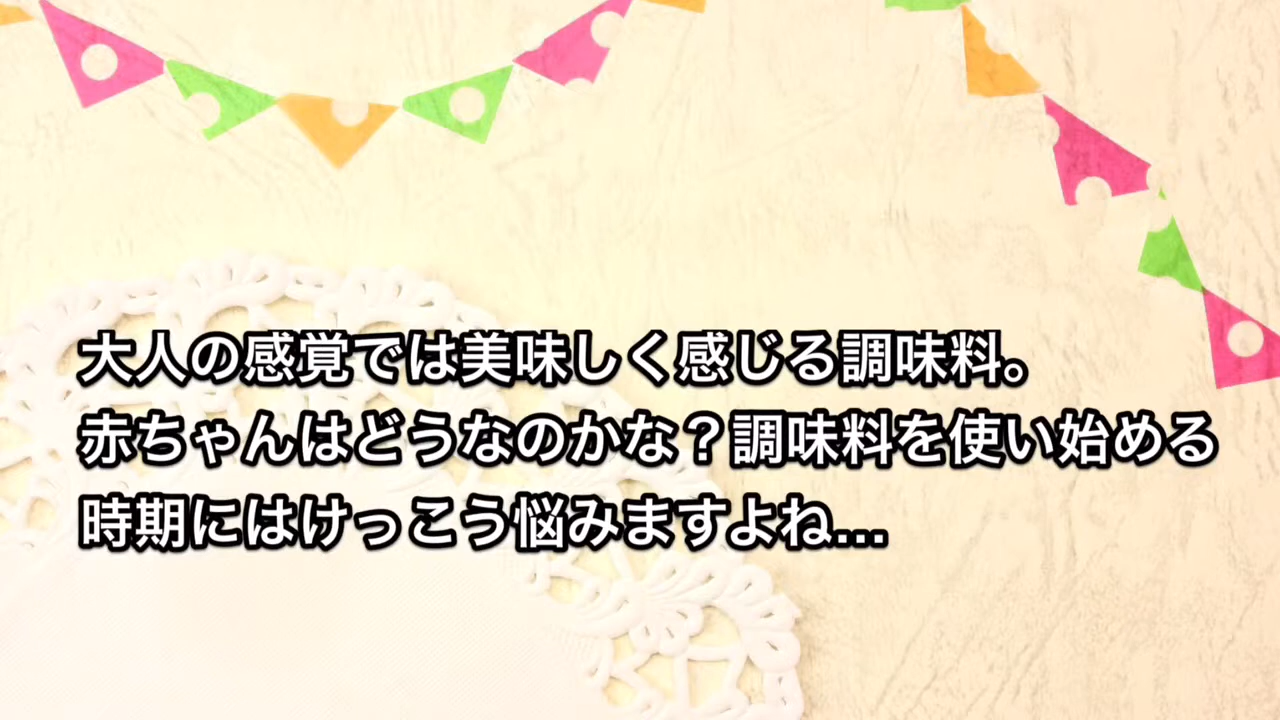 大人の感覚では美味しく感じる調味料。
赤ちゃんはどうなのかな？調味料を使い始める
時期にはけっこう悩みますよね...